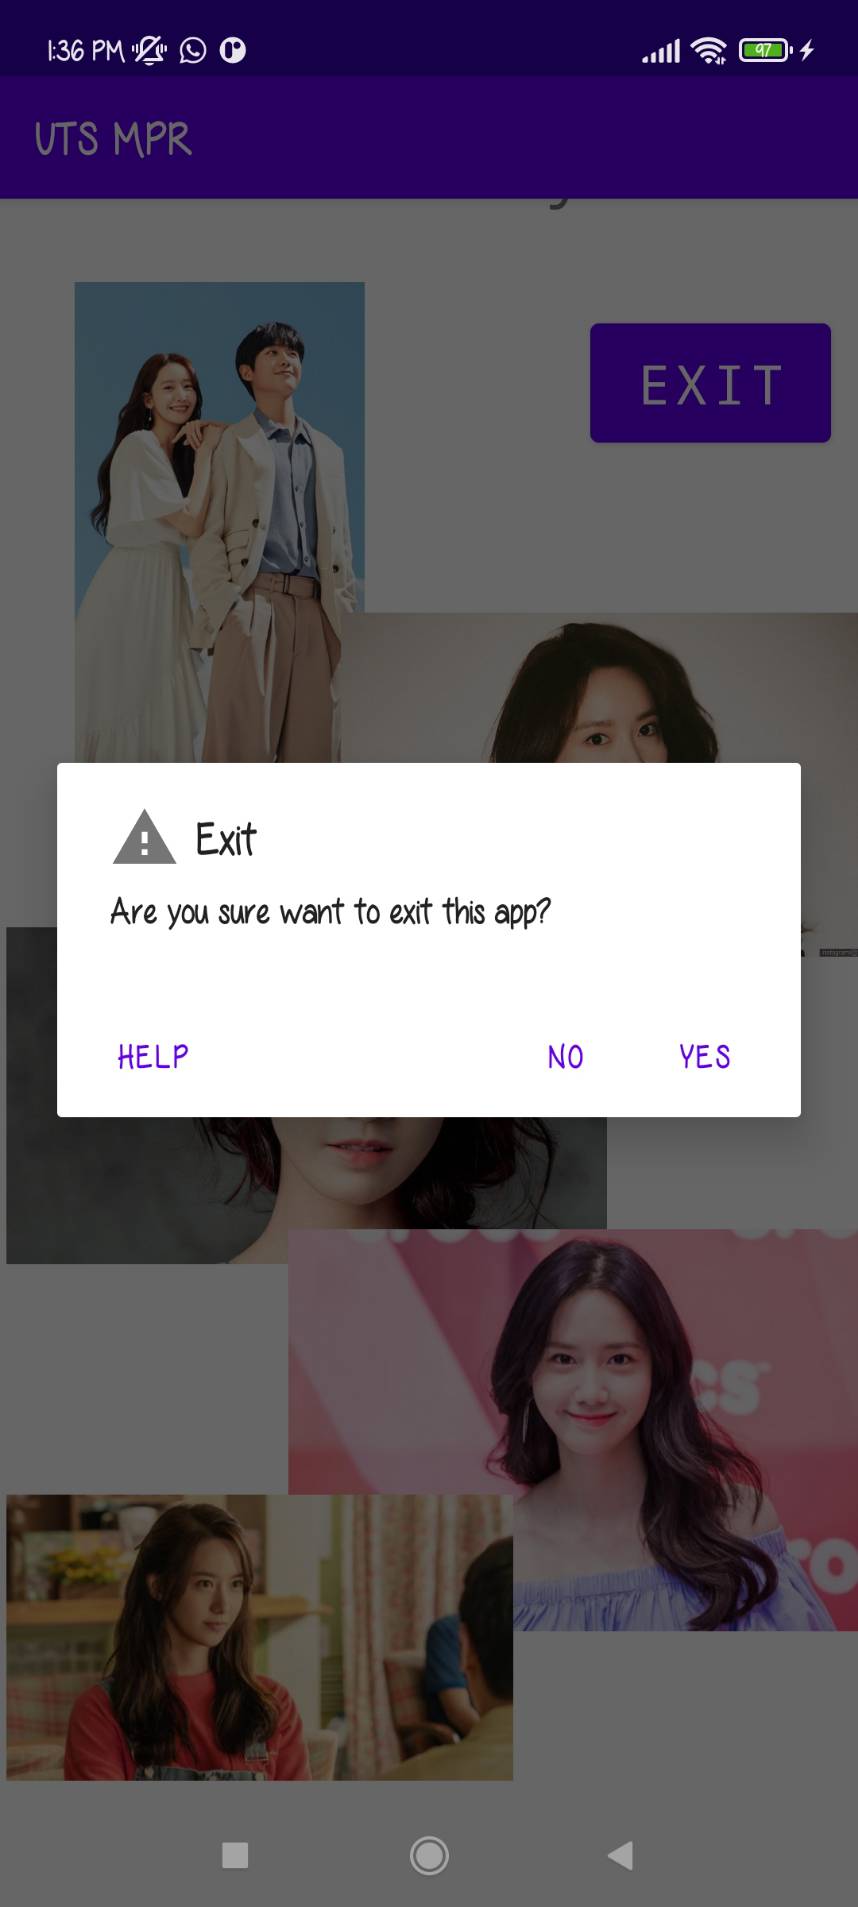 1:36 PM
97
UTS MPR
EXIT
Exit
Are you sure want to exit this app?
HELP
NO
YES